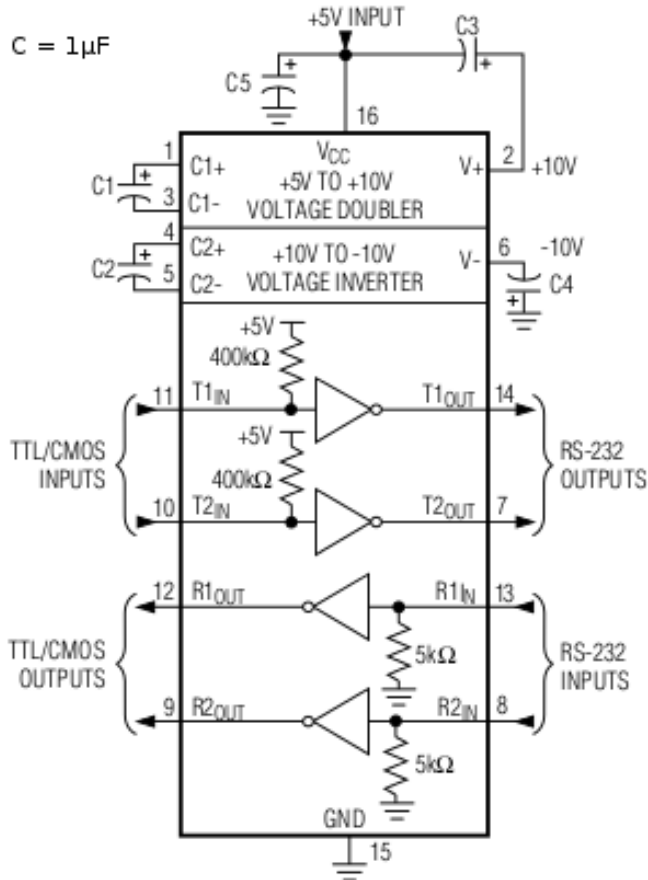 +5V INPUT
C3
C = 1µF
C5
+
+
16
1
VCC
2
+10V
C1
+
C1+
+5V TO +10V
V+
3
C1-
VOLTAGE DOUBLER
4
C2
+
C2+
+10V TO -10V
V-
6
-10V
5
C2-
VOLTAGE INVERTER
+
C4
+5V
400kΩ
11
T1IN
T1OUT
14
+5V
TTL/CMOS
INPUTS
RS-232
OUTPUTS
400kΩ
10
T2IN
T2OUT
7
12
R1OUT
R1IN
13
TTL/CMOS
OUTPUTS
5kΩ
RS-232
INPUTS
9
R2OUT
R2IN
8
5kΩ
GND
15